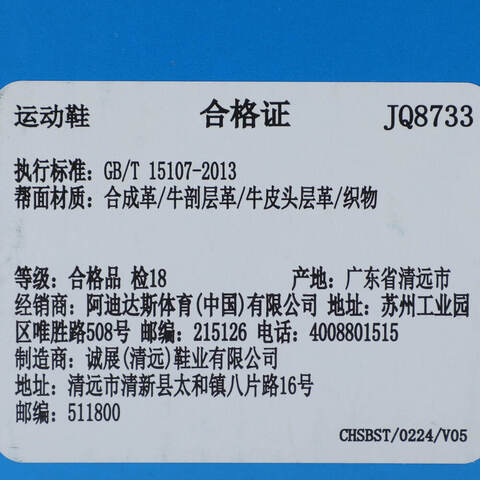 运动鞋 合格证 JQ8733
执行标准: GB/T 15107-2013
帮面材质: 合成革/牛剖层革/牛皮头层革/织物
等级: 合格品 检18 产地: 广东省清远市
经销商: 阿迪达斯体育(中国)有限公司 地址: 苏州工业园
区唯胜路508号 邮编: 215126 电话: 4008801515
制造商: 诚展(清远)鞋业有限公司
地址: 清远市清新县太和镇八片路16号
邮编: 511800
CHSBST/0224/V05